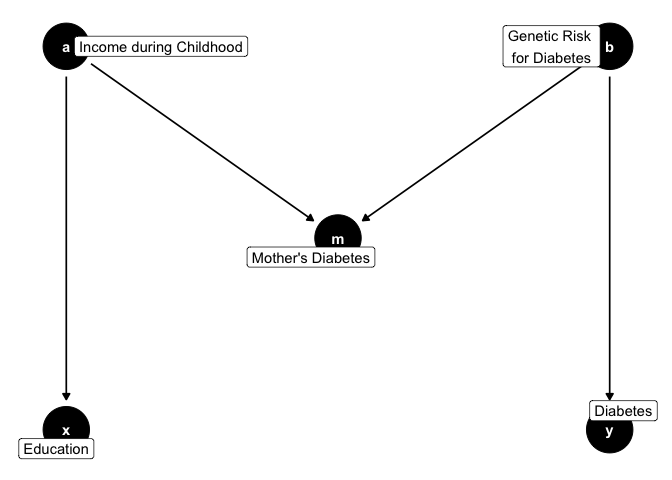 a
Income during Childhood
Genetic Risk
for Diabetes
b
m
Mother's Diabetes
x
Education
Diabetes
y